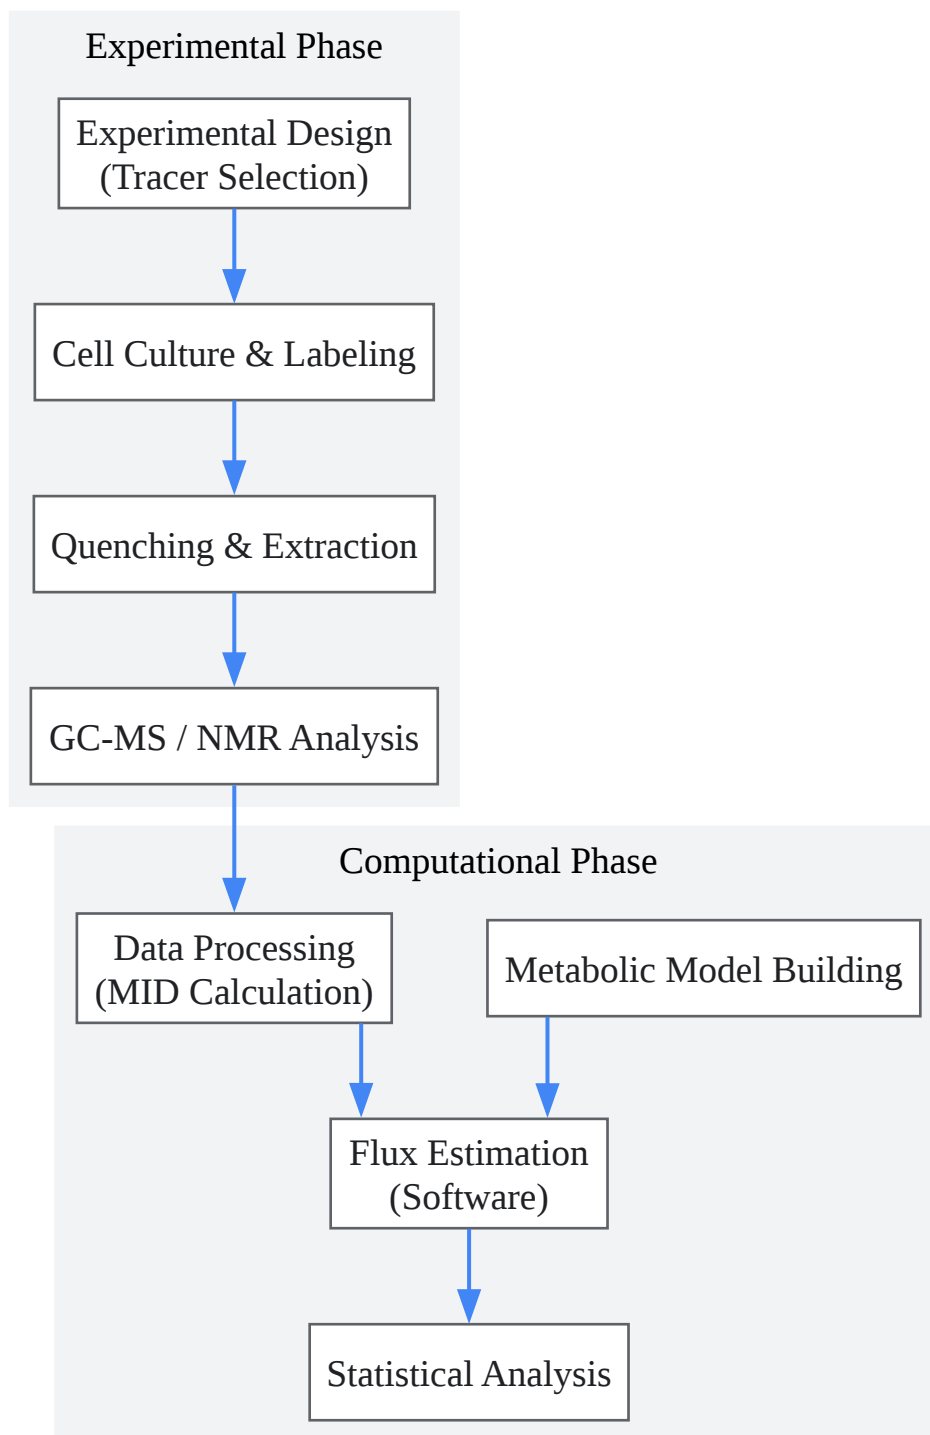 Experimental Phase
Experimental Design
(Tracer Selection)
Cell Culture & Labeling
Quenching & Extraction
GC-MS / NMR Analysis
Computational Phase
Data Processing
(MID Calculation)
Metabolic Model Building
Flux Estimation
(Software)
Statistical Analysis